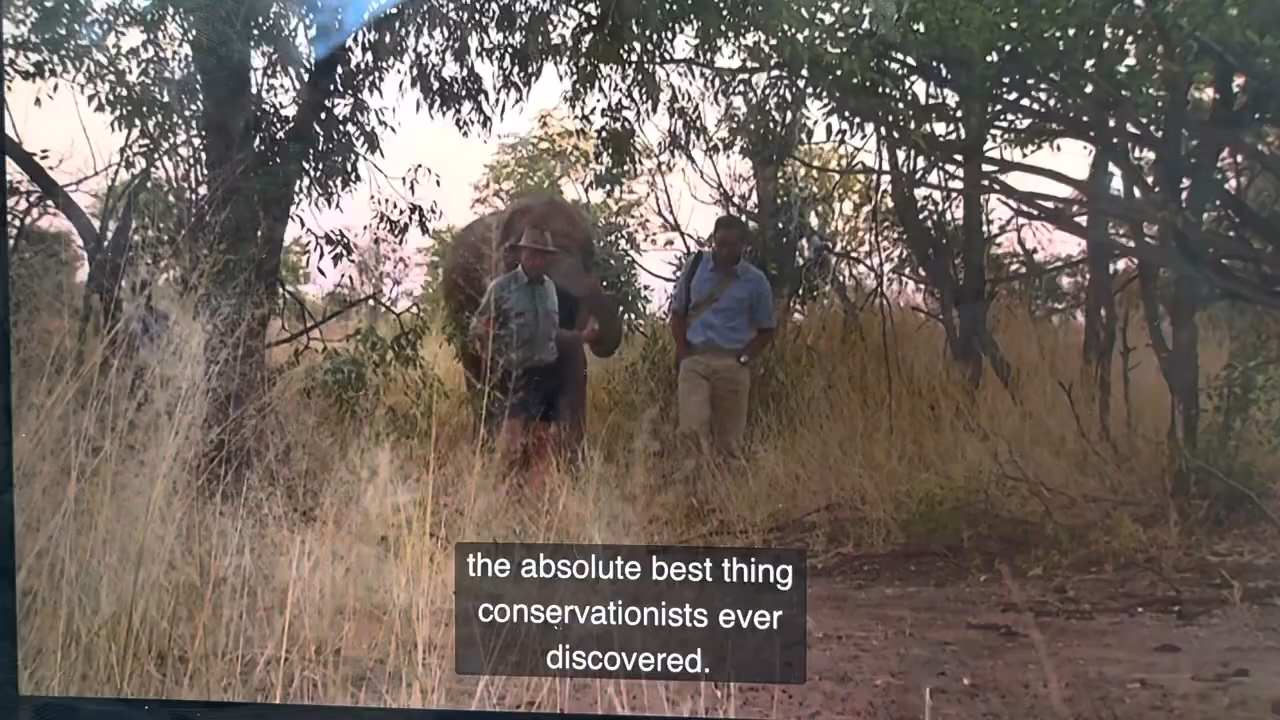 the absolute best thing
conservationists ever
discovered.